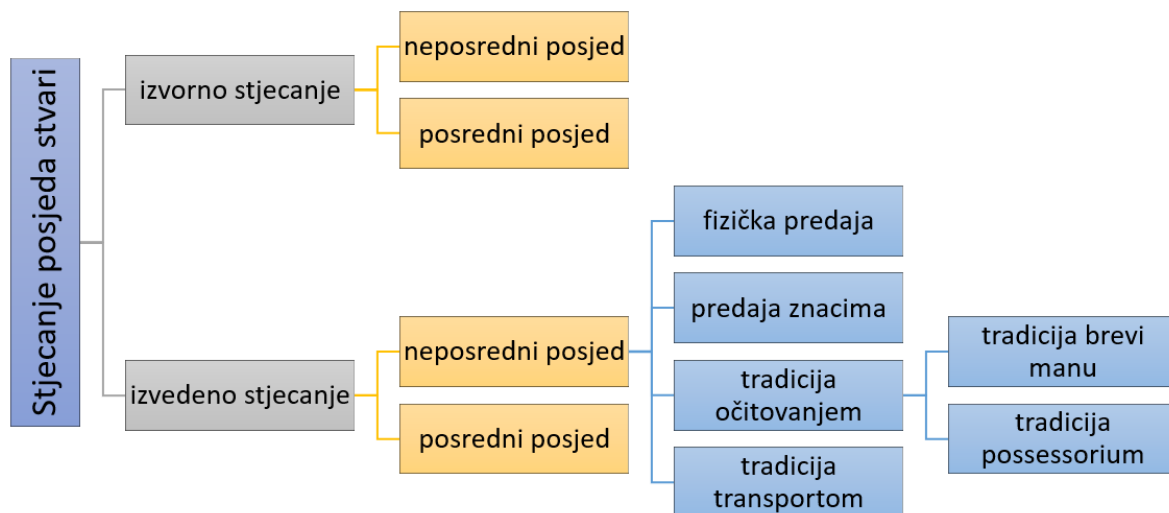 Stjecanje posjeda stvari
izvorno stjecanje
neposredni posjed
posredni posjed
izvedeno stjecanje
neposredni posjed
fizička predaja
predaja znacima
tradicija
očitovanjem
tradicija brevi
manu
tradicija
possessorium
tradicija
transportom
posredni posjed